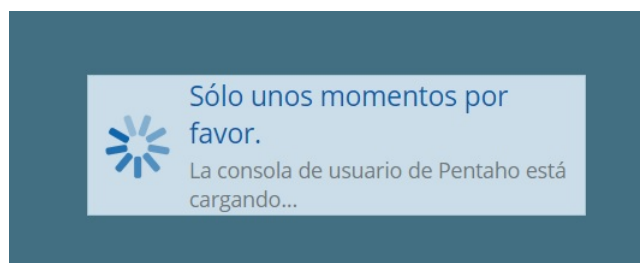 Sólo unos momentos por
favor.
La consola de usuario de Pentaho está
cargando...